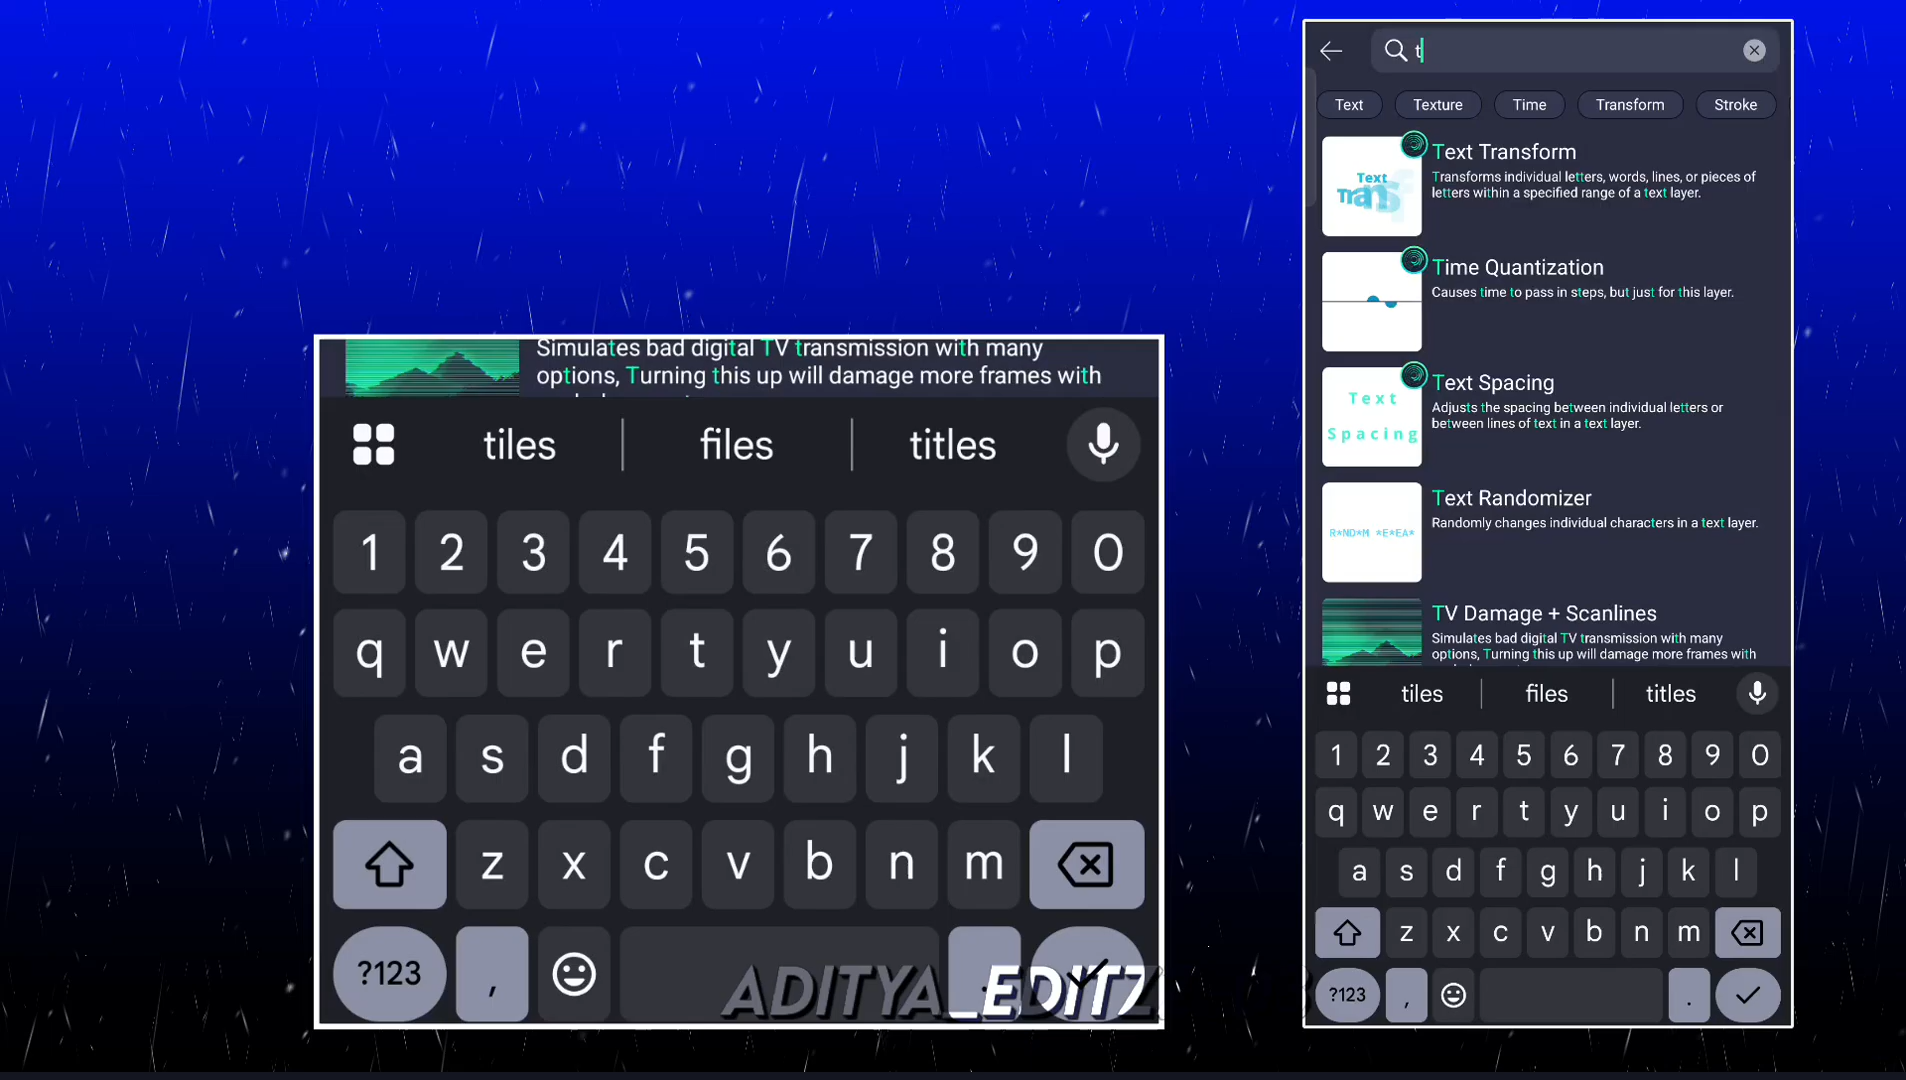 Simulates bad digital TV transmission with many
options, Turning this up will damage more frames with
tiles files titles
1 2 3 4 5 6 7 8 9 0
q w e r t y u i o p
a s d f g h j k l
z x c v b n m
?123 , .
ADITYA_EDITZ
t
Text Texture Time Transform Stroke
Text
Trans
Text Transform
Transforms individual letters, words, lines, or pieces of
letters within a specified range of a text layer.
Time Quantization
Causes time to pass in steps, but just for this layer.
Text
Spacing
Text Spacing
Adjusts the spacing between individual letters or
between lines of text in a text layer.
R*ND*M *E*EA*
Text Randomizer
Randomly changes individual characters in a text layer.
TV Damage + Scanlines
Simulates bad digital TV transmission with many
options, Turning this up will damage more frames with
tiles files titles
1 2 3 4 5 6 7 8 9 0
q w e r t y u i o p
a s d f g h j k l
z x c v b n m
?123 , .